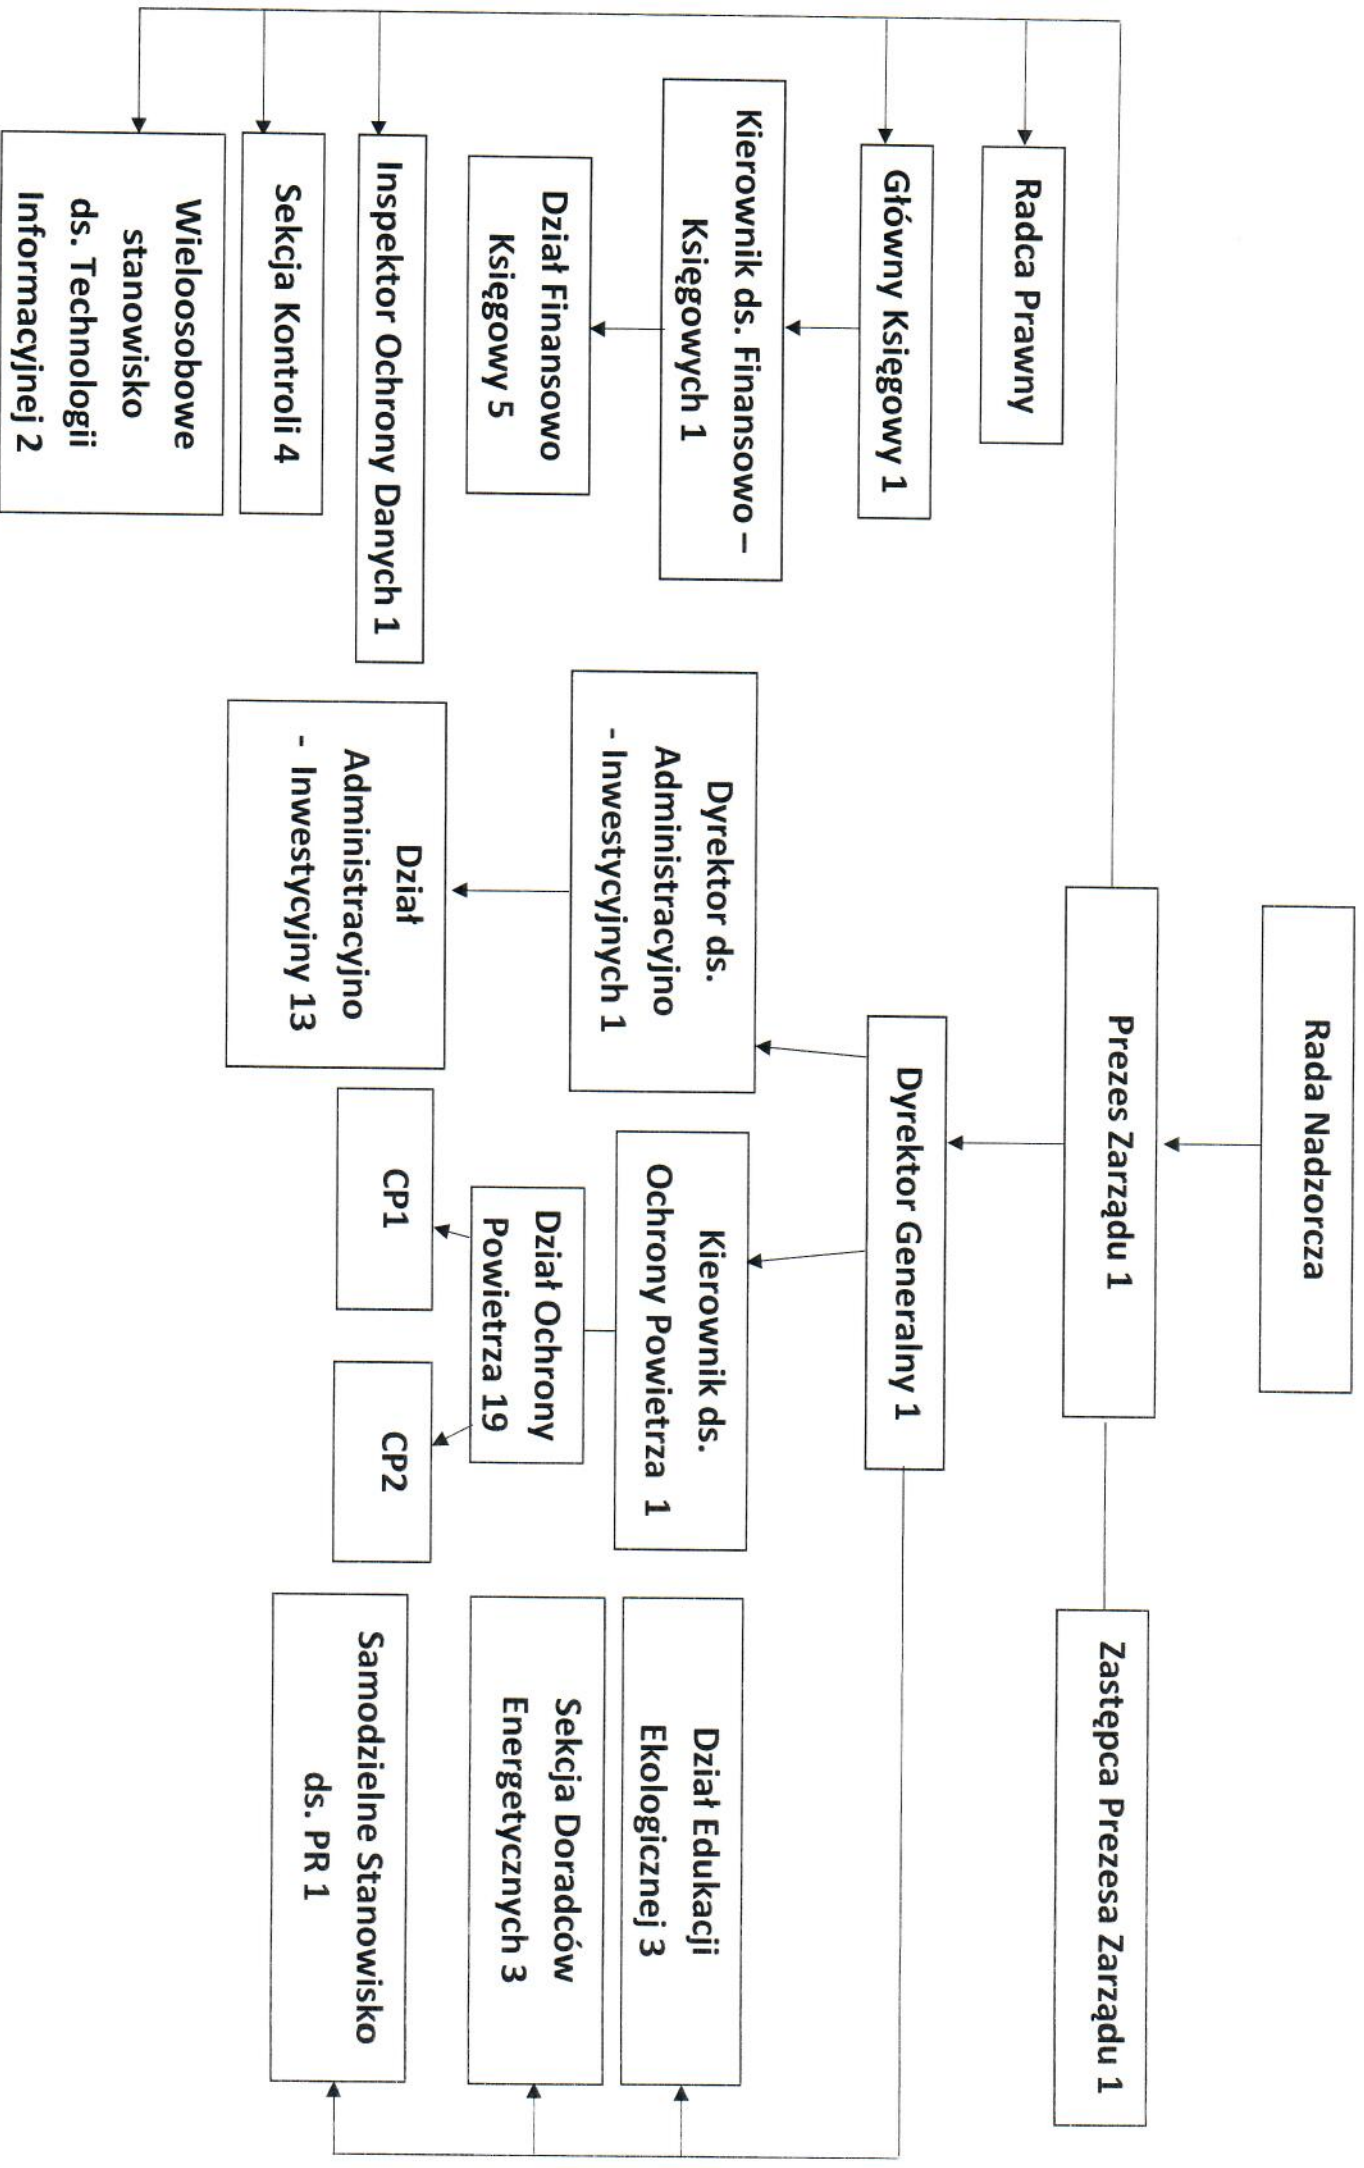 Rada Nadzorcza
Prezes Zarządu 1
Zastępca Prezesa Zarządu 1
Radca Prawny
Główny Księgowy 1
Kierownik ds. Finansowo –
Księgowych 1
Dział Finansowo
Księgowy 5
Inspektor Ochrony Danych 1
Sekcja Kontroli 4
Wieloosobowe
stanowisko
ds. Technologii
Informacyjnej 2
Dyrektor Generalny 1
Dyrektor ds.
Administracyjno
- Inwestycyjnych 1
Dział
Administracyjno
- Inwestycyjny 13
Kierownik ds.
Ochrony Powietrza 1
Dział Ochrony
Powietrza 19
CP1
CP2
Dział Edukacji
Ekologicznej 3
Sekcja Doradców
Energetycznych 3
Samodzielne Stanowisko
ds. PR 1